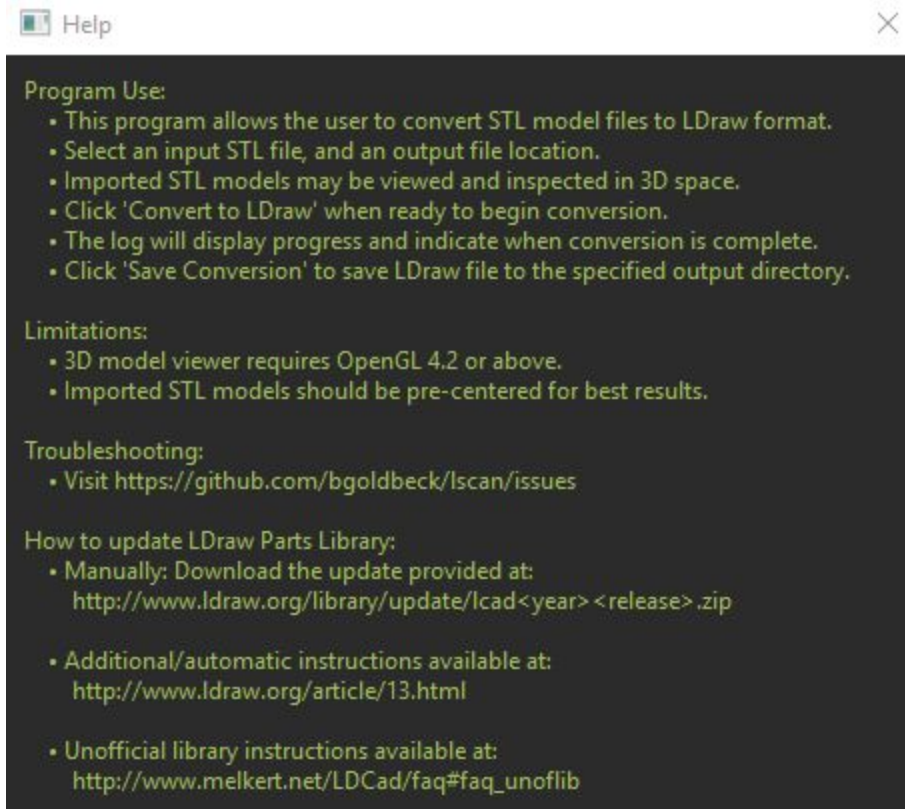 Help
Program Use:
• This program allows the user to convert STL model files to LDraw format.
• Select an input STL file, and an output file location.
• Imported STL models may be viewed and inspected in 3D space.
• Click 'Convert to LDraw' when ready to begin conversion.
• The log will display progress and indicate when conversion is complete.
• Click 'Save Conversion' to save LDraw file to the specified output directory.
Limitations:
• 3D model viewer requires OpenGL 4.2 or above.
• Imported STL models should be pre-centered for best results.
Troubleshooting:
• Visit https://github.com/bgoldbeck/lscan/issues
How to update LDraw Parts Library:
• Manually: Download the update provided at:
http://www.ldraw.org/library/update/lcad<year><release>.zip
• Additional/automatic instructions available at:
http://www.ldraw.org/article/13.html
• Unofficial library instructions available at:
http://www.melkert.net/LDCad/faq#faq_unoflib